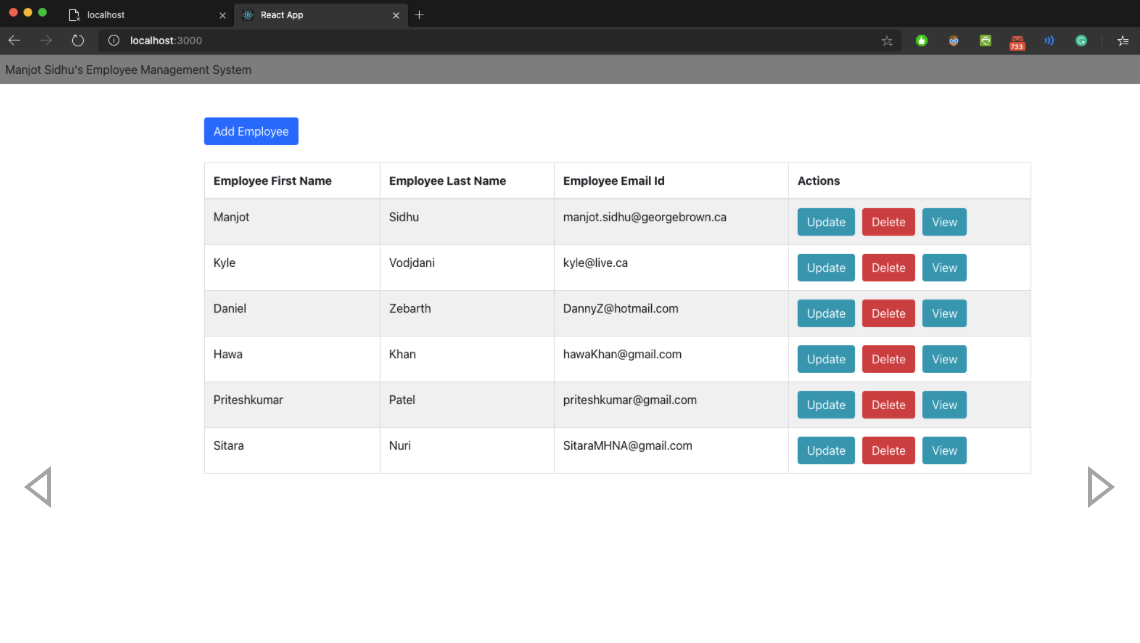 localhost
React App
localhost:3000
733
Manjot Sidhu's Employee Management System
Add Employee
Employee First Name Employee Last Name Employee Email Id Actions
Manjot Sidhu manjot.sidhu@georgebrown.ca Update Delete View
Kyle Vodjdani kyle@live.ca Update Delete View
Daniel Zebarth DannyZ@hotmail.com Update Delete View
Hawa Khan hawaKhan@gmail.com Update Delete View
Priteshkumar Patel priteshkumar@gmail.com Update Delete View
Sitara Nuri SitaraMHNA@gmail.com Update Delete View